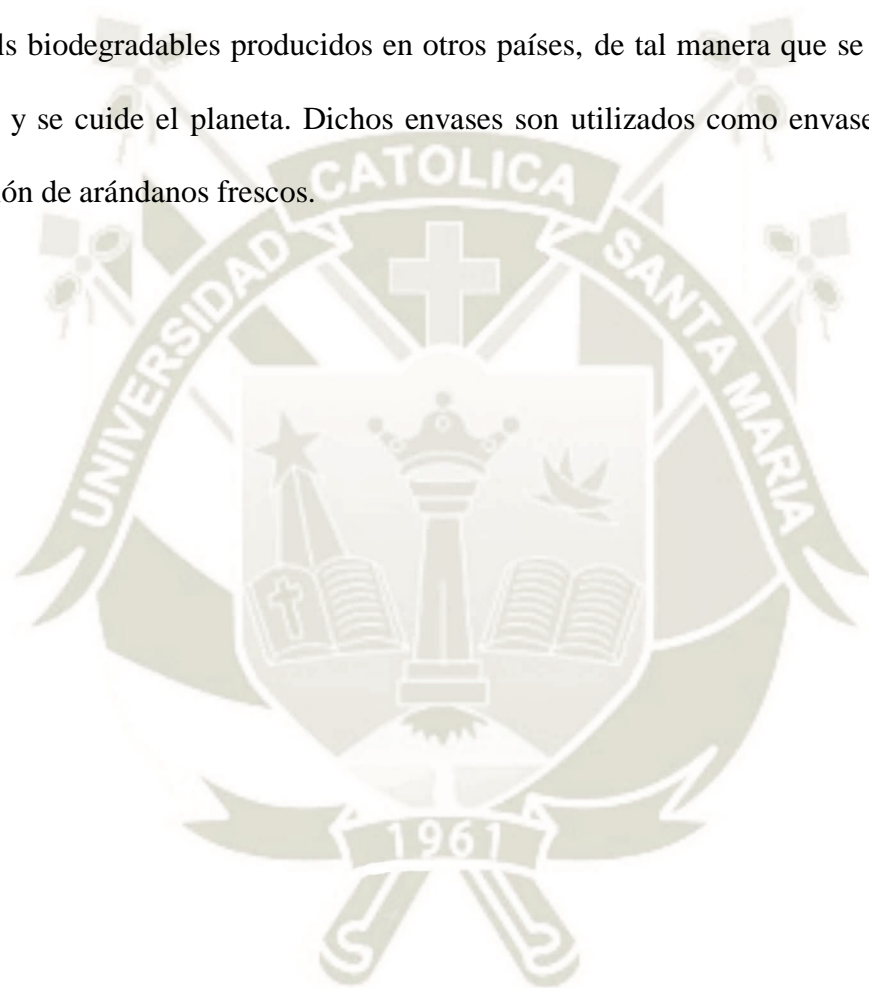 ls biodegradables producidos en otros países, de tal manera que se
y se cuide el planeta. Dichos envases son utilizados como envase
ión de arándanos frescos.
UNIVERSIDAD CATOLICA SANTA MARIA
1961
S S